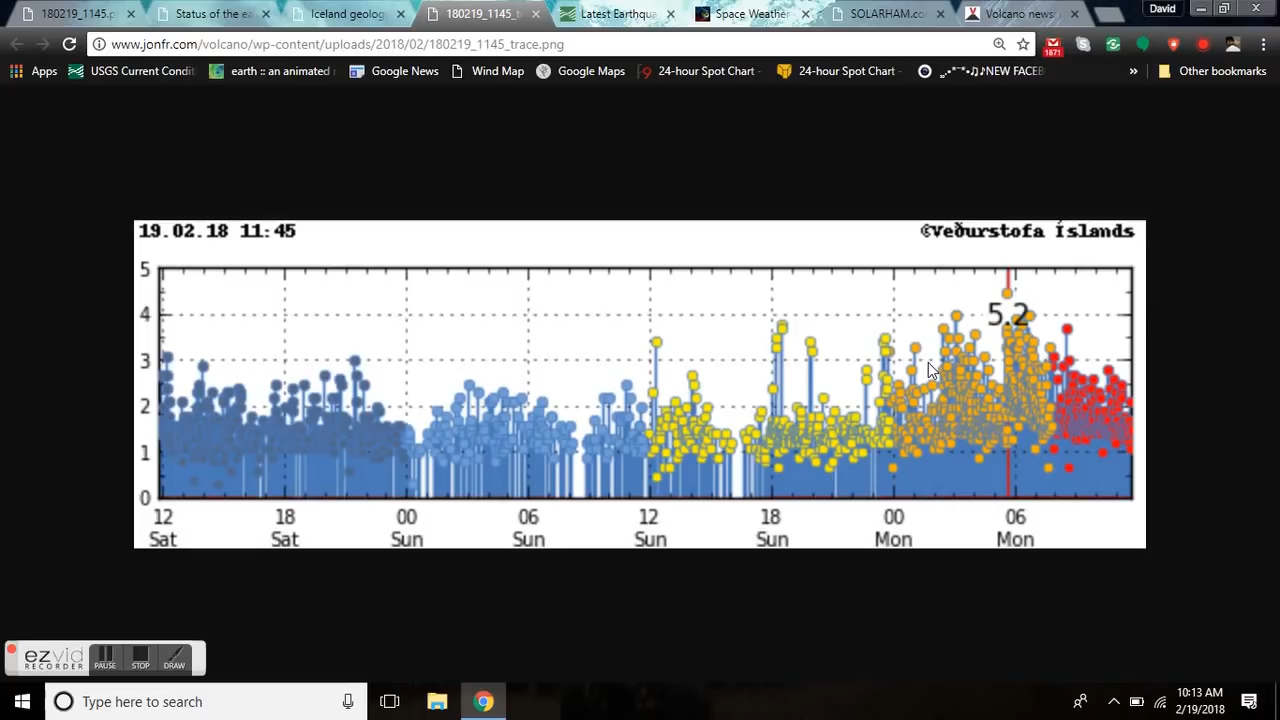 180219_1145.p
Status of the ea
Iceland geolog
180219_1145_t
Latest Earthqua
Space Weather
SOLARHAM.co
Volcano news
David
www.jonfr.com/volcano/wp-content/uploads/2018/02/180219_1145_trace.png
1871
Apps
USGS Current Condit
earth :: an animated
Google News
Wind Map
Google Maps
24-hour Spot Chart -
24-hour Spot Chart -
NEW FACEB
»
Other bookmarks
19.02.18 11:45
©Veðurstofa Íslands
5
4
3
2
1
0
5.2
12 18 00 06 12 18 00 06
Sat Sat Sun Sun Sun Sun Mon Mon
ezvid
RECORDER
PAUSE
STOP
DRAW
Type here to search
10:13 AM
2/19/2018